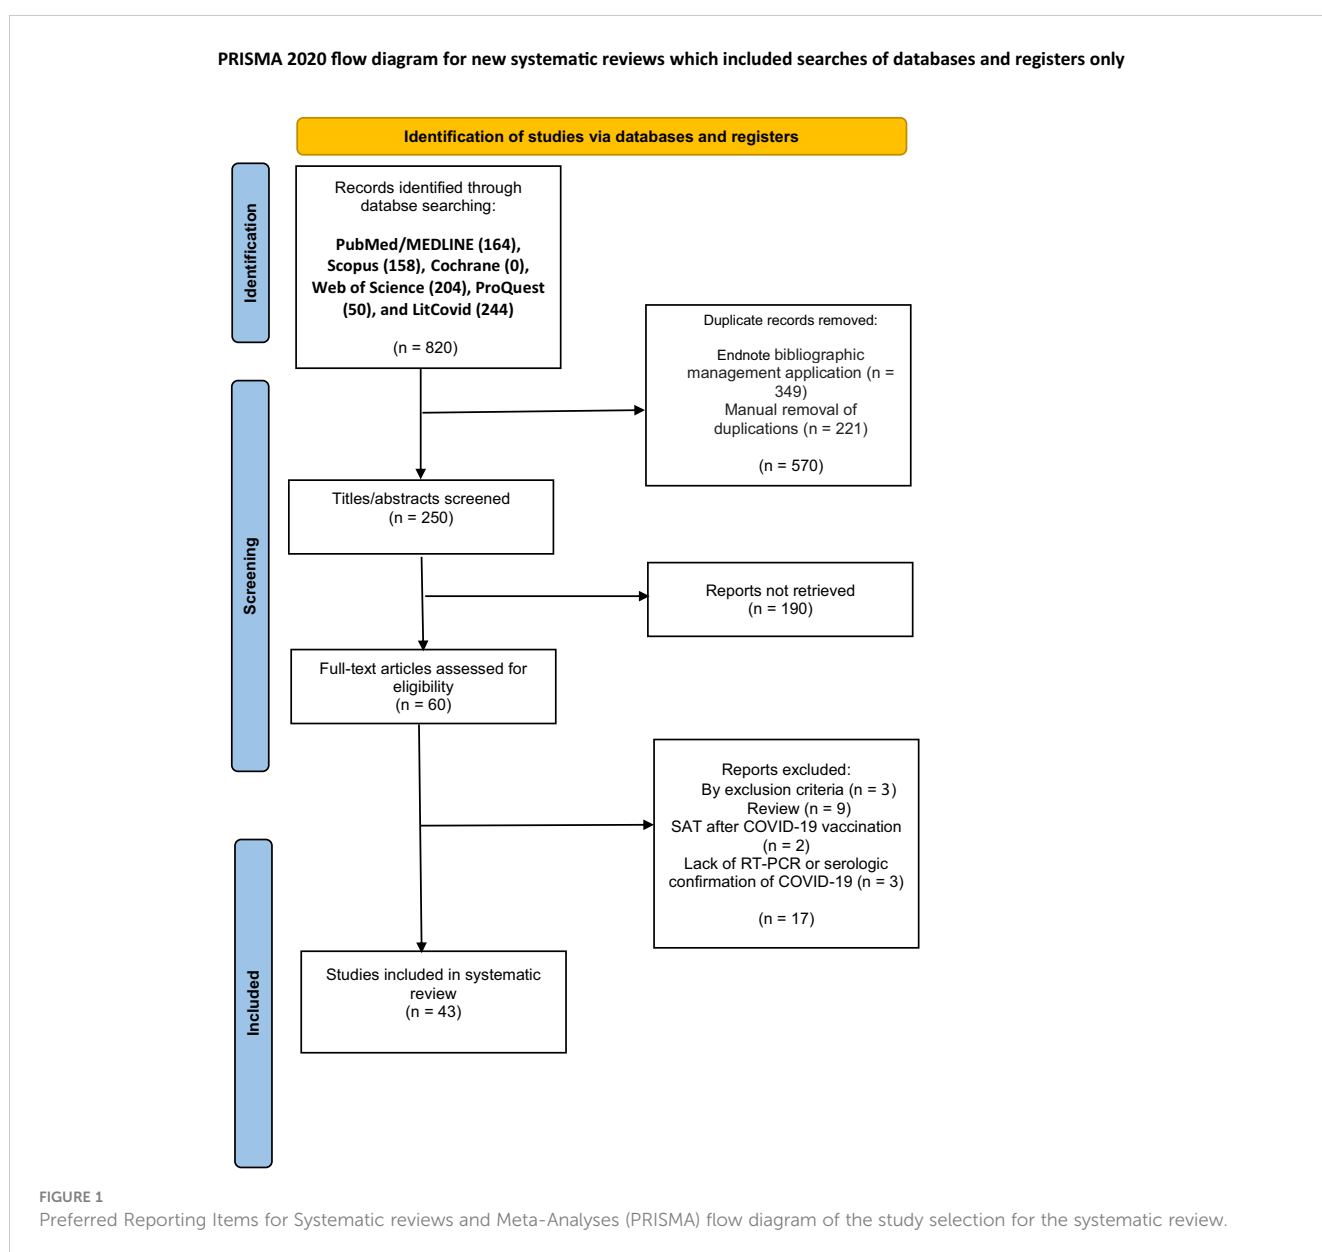 PRISMA 2020 flow diagram for new systematic reviews which included searches of databases and registers only
Identification of studies via databases and registers
Identification
Records identified through
databse searching:
PubMed/MEDLINE (164),
Scopus (158), Cochrane (0),
Web of Science (204), ProQuest
(50), and LitCovid (244)
(n = 820)
Duplicate records removed:
Endnote bibliographic
management application (n =
349)
Manual removal of
duplications (n = 221)
(n = 570)
Screening
Titles/abstracts screened
(n = 250)
Reports not retrieved
(n = 190)
Full-text articles assessed for
eligibility
(n = 60)
Reports excluded:
By exclusion criteria (n = 3)
Review (n = 9)
SAT after COVID-19 vaccination
(n = 2)
Lack of RT-PCR or serologic
confirmation of COVID-19 (n = 3)
(n = 17)
Included
Studies included in systematic
review
(n = 43)
FIGURE 1
Preferred Reporting Items for Systematic reviews and Meta-Analyses (PRISMA) flow diagram of the study selection for the systematic review.